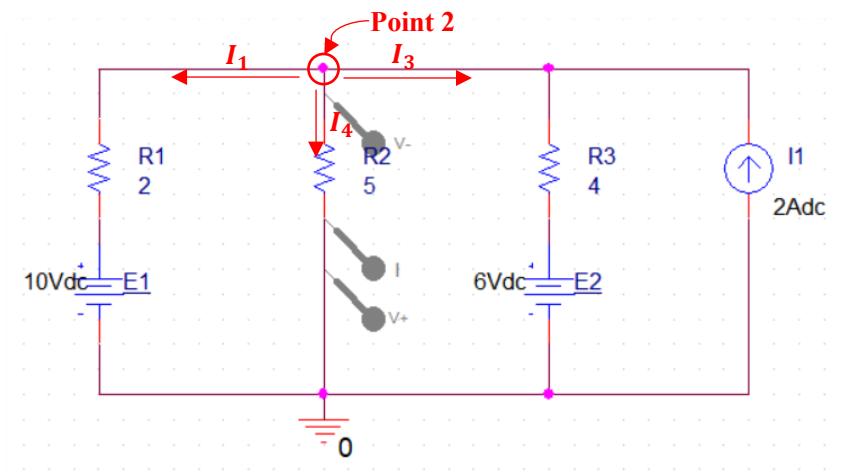 Point 2
I₁
I₃
I₄
V-
R1
2
R2
5
R3
4
I1
2Adc
10Vdc
+
E1
-
I
V+
6Vdc
+
E2
-
0